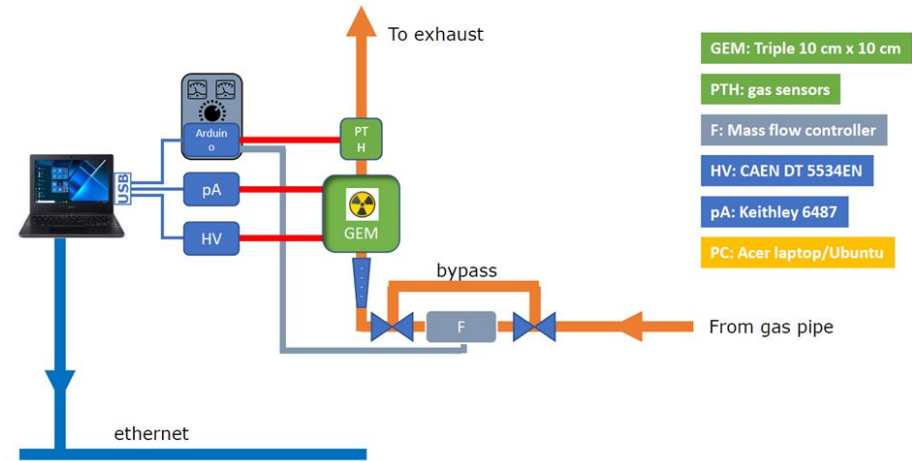 To exhaust
GEM: Triple 10 cm x 10 cm
PTH: gas sensors
F: Mass flow controller
HV: CAEN DT 5534EN
pA: Keithley 6487
PC: Acer laptop/Ubuntu
Arduin
o
PT
H
USB
pA
HV
GEM
bypass
F
From gas pipe
ethernet